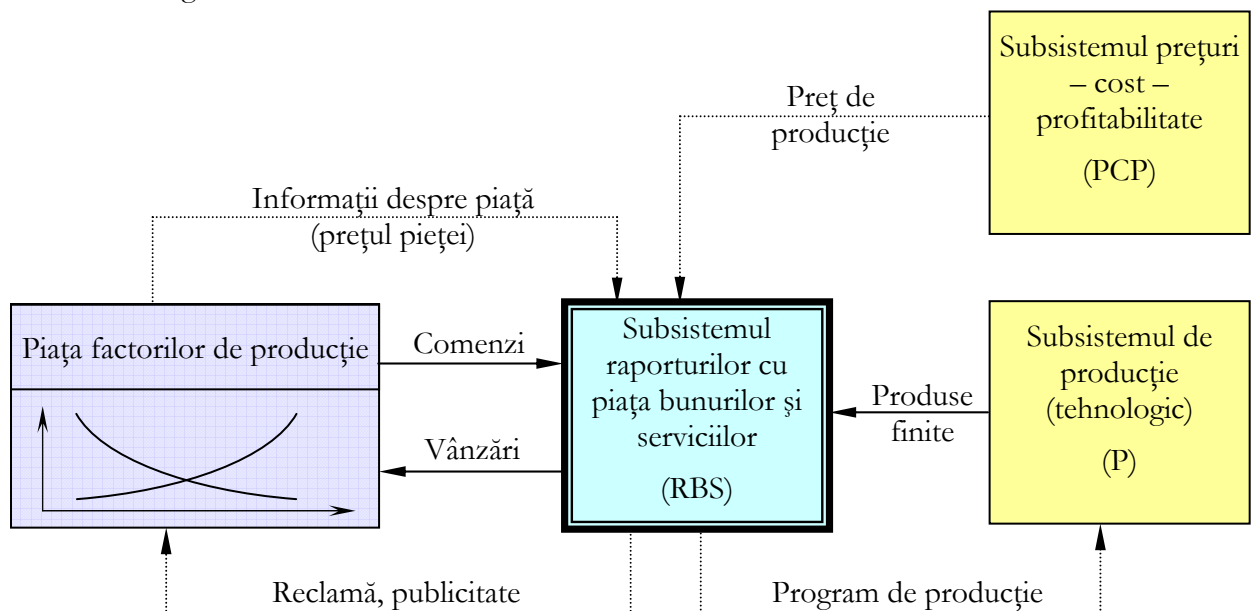 Subsistemul prețuri
– cost –
profitabilitate
(PCP)
Preț de
producție
Informații despre piață
(prețul pieței)
Piața factorilor de producție
Comenzi
Vânzări
Subsistemul
raporturilor cu
piața bunurilor și
serviciilor
(RBS)
Produse
finite
Subsistemul de
producție
(tehnologic)
(P)
Reclamă, publicitate
Program de producție